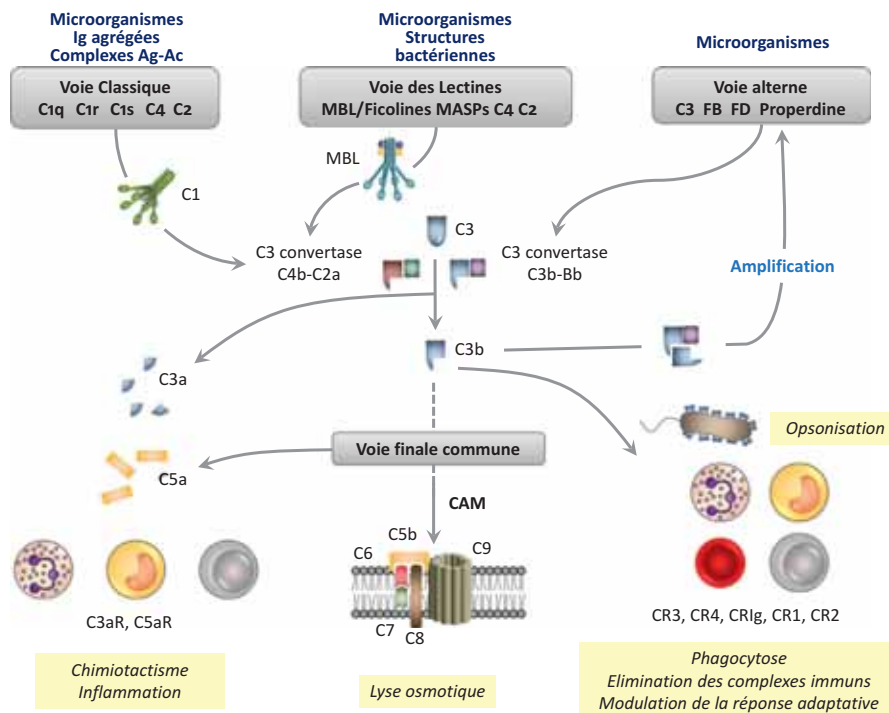 Microorganismes
Ig agrégées
Complexes Ag-Ac
Microorganismes
Structures
bactériennes
Microorganismes
Voie Classique
C1q C1r C1s C4 C2
Voie des Lectines
MBL/Ficolines MASPs C4 C2
Voie alterne
C3 FB FD Properdine
MBL
C1
C3
C3 convertase
C4b-C2a
C3 convertase
C3b-Bb
Amplification
C3b
C3a
Opsonisation
Voie finale commune
C5a
CAM
C5b
C6
C9
C7
C8
C3aR, C5aR
CR3, CR4, CRIg, CR1, CR2
Chimiotactisme
Inflammation
Lyse osmotique
Phagocytose
Elimination des complexes immuns
Modulation de la réponse adaptative